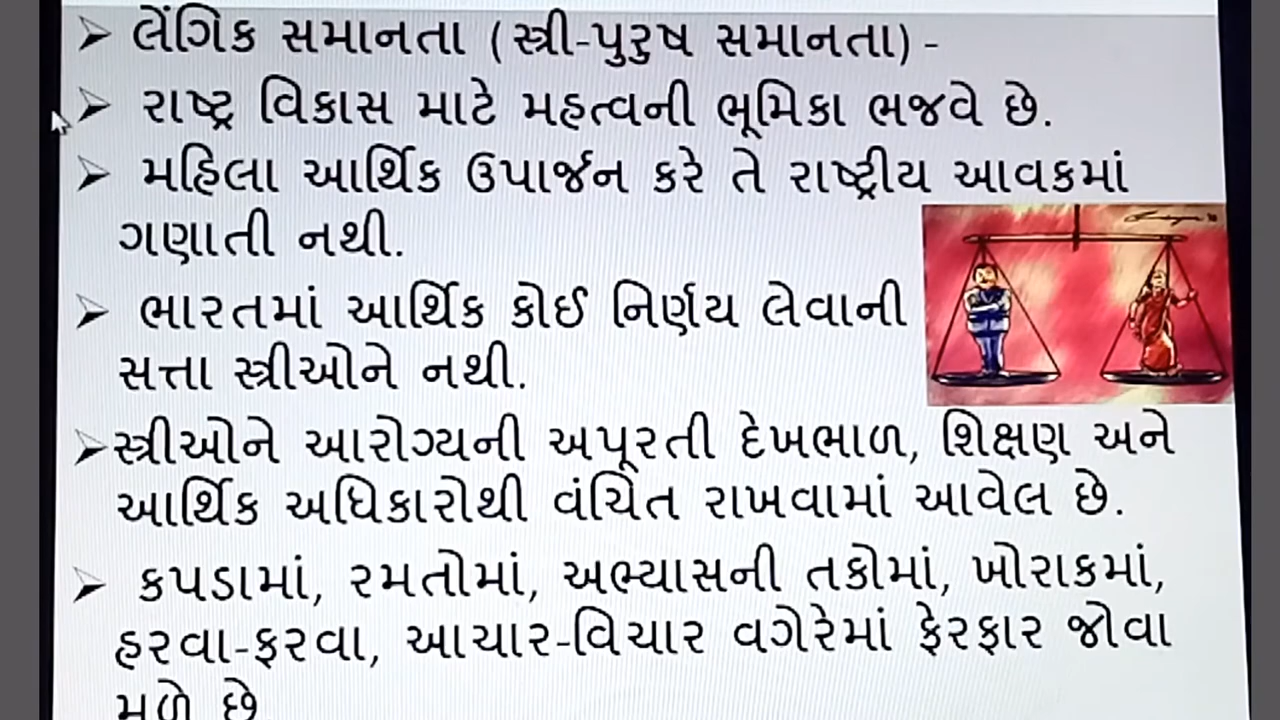 ➢ લેંગિક સમાનતા (સ્ત્રી-પુરુષ સમાનતા) -
➢ રાષ્ટ્ર વિકાસ માટે મહત્વની ભૂમિકા ભજવે છે.
➢ મહિલા આર્થિક ઉપાર્જન કરે તે રાષ્ટ્રીય આવકમાં
ગણાતી નથી.
➢ ભારતમાં આર્થિક કોઈ નિર્ણય લેવાની
સત્તા સ્ત્રીઓને નથી.
➢સ્ત્રીઓને આરોગ્યની અપૂરતી દેખભાળ, શિક્ષણ અને
આર્થિક અધિકારોથી વંચિત રાખવામાં આવેલ છે.
➢ કપડામાં, રમતોમાં, અભ્યાસની તકોમાં, ખોરાકમાં,
હરવા-ફરવા, આચાર-વિચાર વગેરેમાં ફેરફાર જોવા
મળે છે